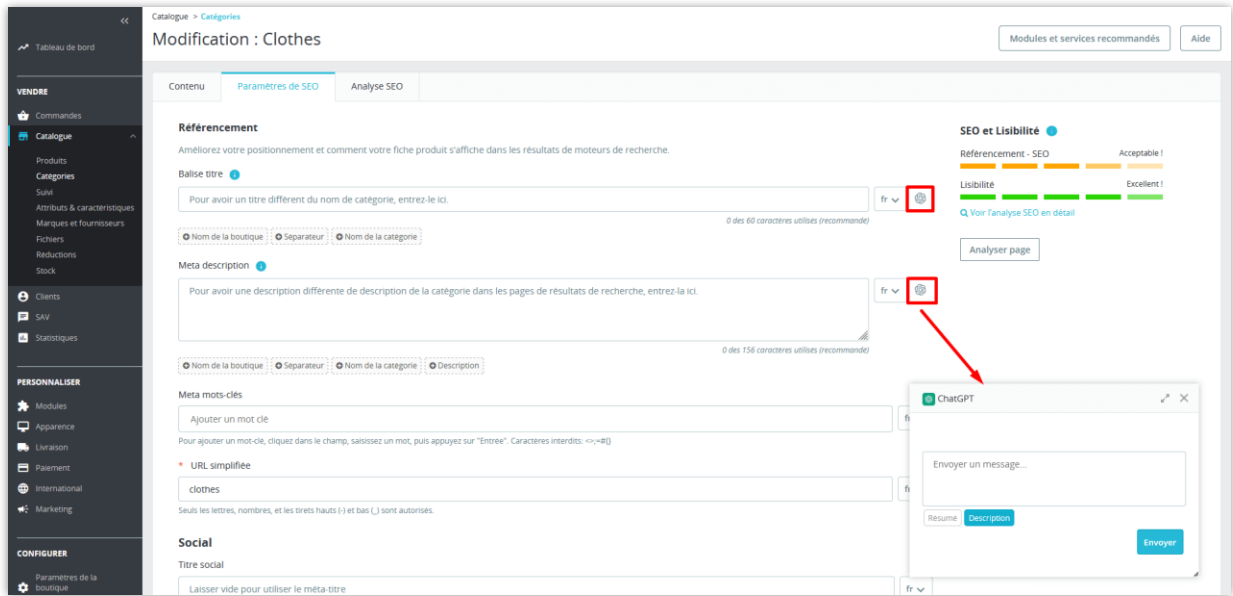 Catalogue > Catégories
Modification : Clothes
Modules et services recommandés
Aide
«
Tableau de bord
VENDRE
Commandes
Catalogue
Produits
Catégories
Suivi
Attributs & caractéristiques
Marques et fournisseurs
Fichiers
Réductions
Stock
Clients
SAV
Statistiques
PERSONNALISER
Modules
Apparence
Livraison
Paiement
International
Marketing
CONFIGURER
Paramètres de la
boutique
Contenu
Paramètres de SEO
Analyse SEO
Référencement
Améliorez votre positionnement et comment votre fiche produit s'affiche dans les résultats de moteurs de recherche.
Balise titre
Pour avoir un titre différent du nom de catégorie, entrez-le ici.
fr
0 des 60 caractères utilisés (recommandé)
Nom de la boutique
Séparateur
Nom de la catégorie
Meta description
Pour avoir une description différente de description de la catégorie dans les pages de résultats de recherche, entrez-la ici.
fr
0 des 156 caractères utilisés (recommandé)
Nom de la boutique
Séparateur
Nom de la catégorie
Description
Meta mots-clés
Ajouter un mot clé
Pour ajouter un mot-clé, cliquez dans le champ, saisissez un mot, puis appuyez sur "Entrée". Caractères interdits: <>;=#{}
* URL simplifiée
clothes
Seuls les lettres, nombres, et les tirets hauts (-) et bas (_) sont autorisés.
Social
Titre social
Laisser vide pour utiliser le méta-titre
fr
SEO et Lisibilité
Référencement - SEO
Acceptable !
Lisibilité
Excellent !
Voir l'analyse SEO en détail
Analyser page
ChatGPT
Envoyer un message...
Résumé
Description
Envoyer